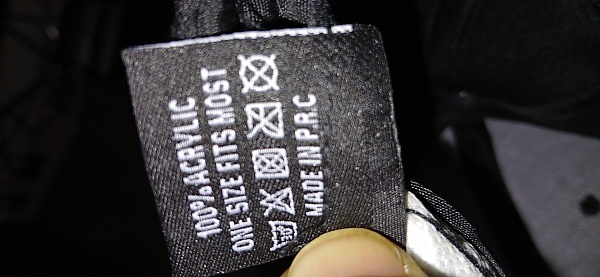 100% ACRYLIC
ONE SIZE FITS MOST
MADE IN P.R.C